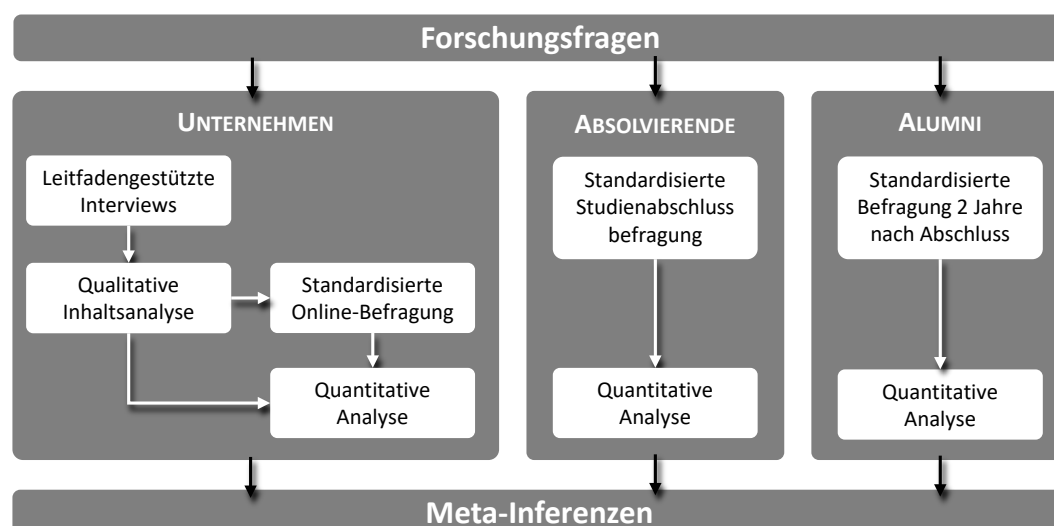 Forschungsfragen
UNTERNEHMEN
Leitfadengestützte
Interviews
Qualitative
Inhaltsanalyse
Standardisierte
Online-Befragung
Quantitative
Analyse
ABSOLVIERENDE
Standardisierte
Studienabschluss
befragung
Quantitative
Analyse
ALUMNI
Standardisierte
Befragung 2 Jahre
nach Abschluss
Quantitative
Analyse
Meta-Inferenzen